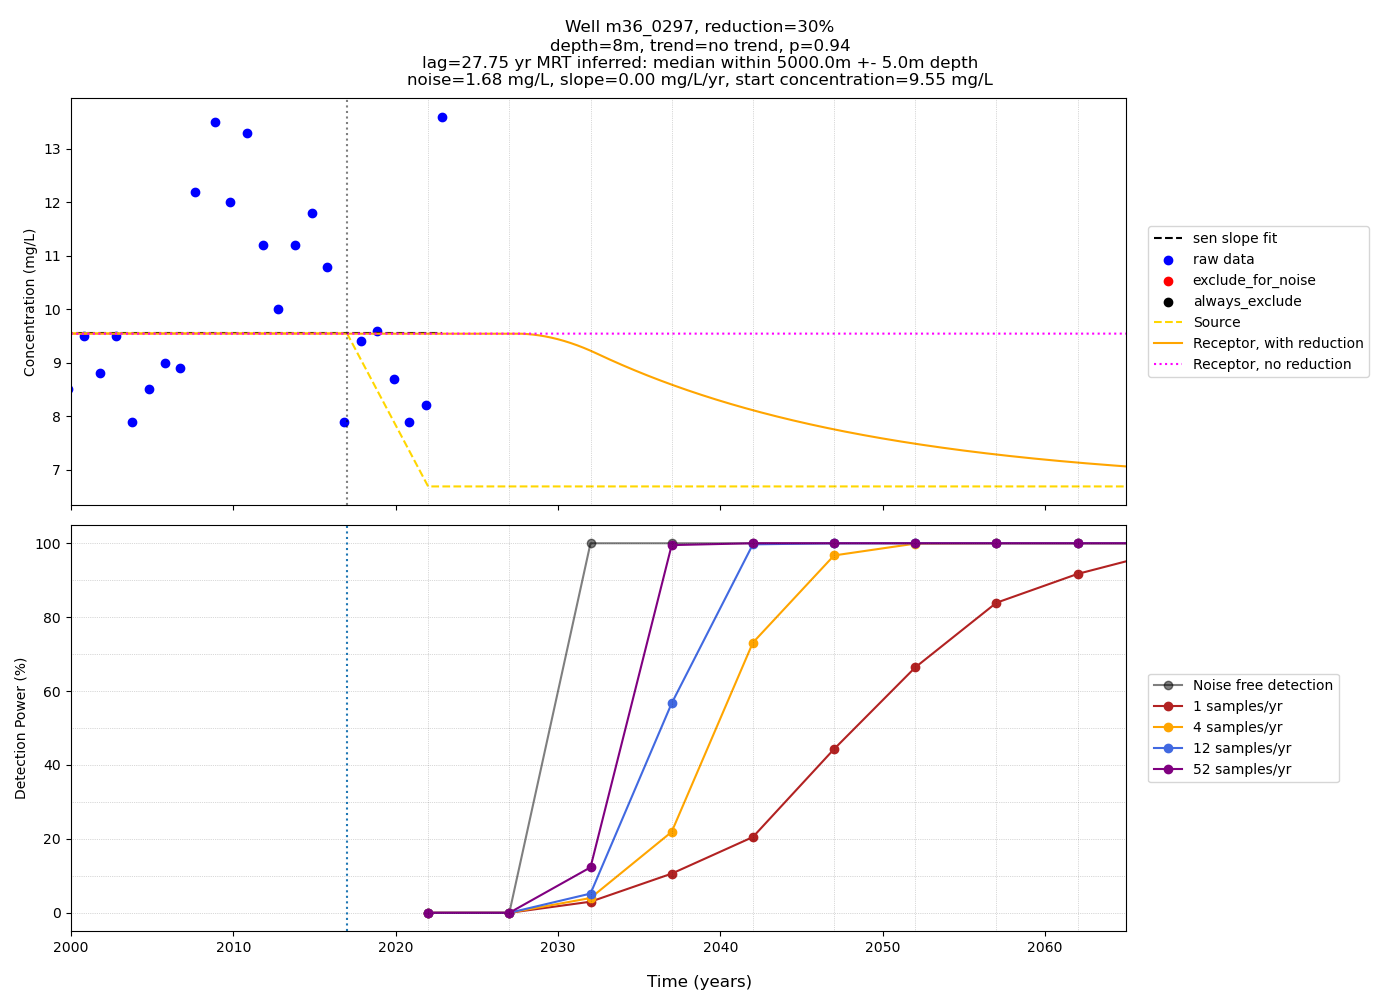 Well m36_0297, reduction=30%
depth=8m, trend=no trend, p=0.94
lag=27.75 yr MRT inferred: median within 5000.0m +- 5.0m depth
noise=1.68 mg/L, slope=0.00 mg/L/yr, start concentration=9.55 mg/L
Concentration (mg/L)
13
12
11
10
9
8
7
sen slope fit
raw data
exclude_for_noise
always_exclude
Source
Receptor, with reduction
Receptor, no reduction
Detection Power (%)
100
80
60
40
20
0
Noise free detection
1 samples/yr
4 samples/yr
12 samples/yr
52 samples/yr
2000 2010 2020 2030 2040 2050 2060
Time (years)